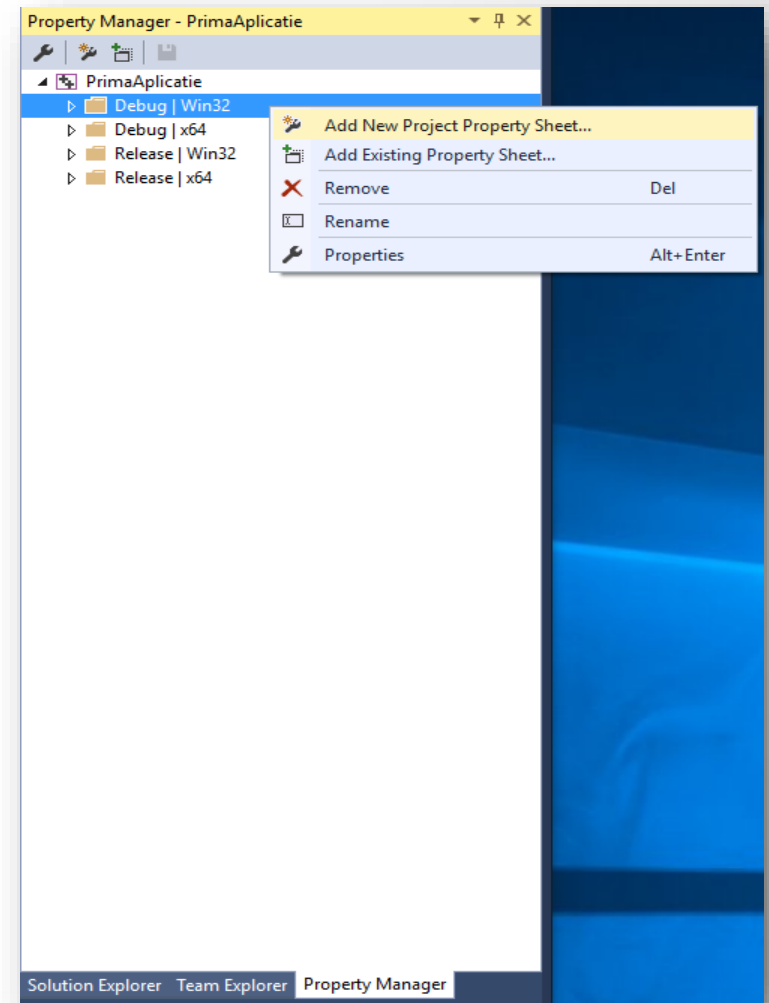 Property Manager - PrimaAplicatie
PrimaAplicatie
Debug | Win32
Debug | x64
Release | Win32
Release | x64
Add New Project Property Sheet...
Add Existing Property Sheet...
Remove Del
Rename
Properties Alt+Enter
Solution Explorer Team Explorer Property Manager